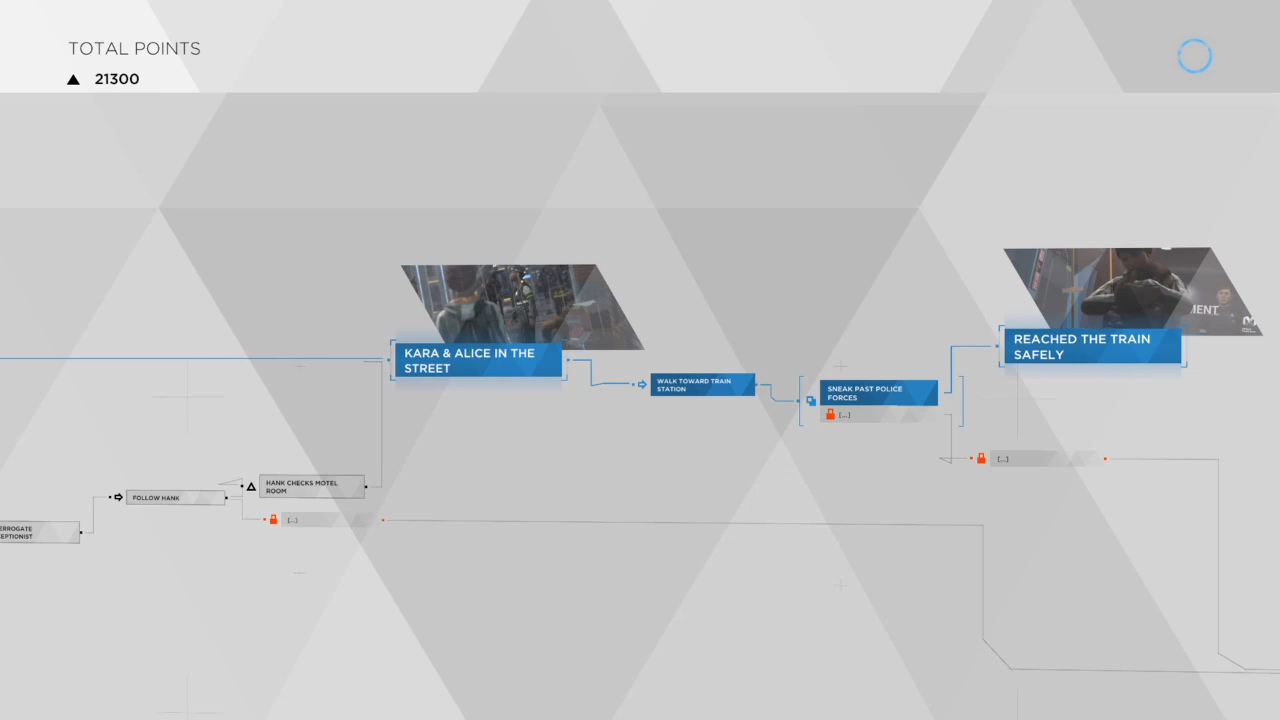 TOTAL POINTS
21300
KARA & ALICE IN THE
STREET
WALK TOWARD TRAIN
STATION
SNEAK PAST POLICE
FORCES
[...]
REACHED THE TRAIN
SAFELY
IENT
[...]
HANK CHECKS MOTEL
ROOM
FOLLOW HANK
[...]
ERROGATE
EPTIONIST